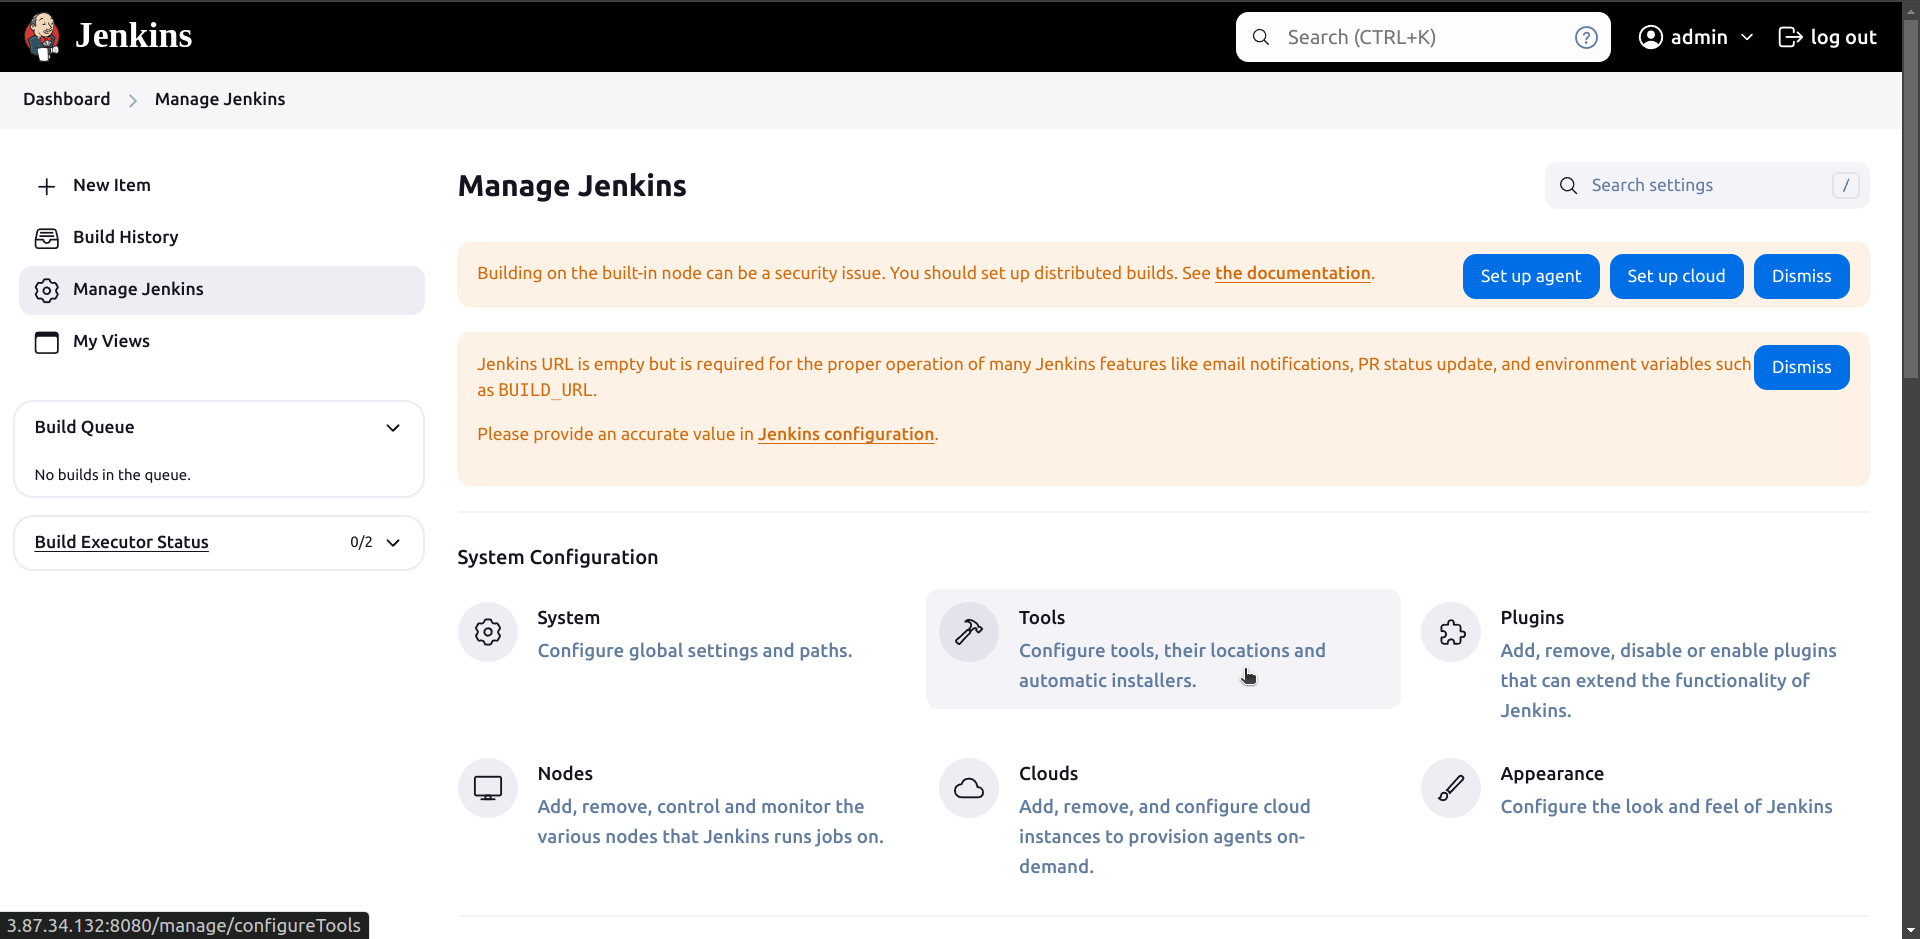 Jenkins
Search (CTRL+K)
?
admin
log out
Dashboard
Manage Jenkins
New Item
Build History
Manage Jenkins
My Views
Build Queue
No builds in the queue.
Build Executor Status
0/2
Manage Jenkins
Search settings
/
Building on the built-in node can be a security issue. You should set up distributed builds. See the documentation.
Set up agent
Set up cloud
Dismiss
Jenkins URL is empty but is required for the proper operation of many Jenkins features like email notifications, PR status update, and environment variables such
as BUILD_URL.
Dismiss
Please provide an accurate value in Jenkins configuration.
System Configuration
System
Configure global settings and paths.
Tools
Configure tools, their locations and
automatic installers.
Plugins
Add, remove, disable or enable plugins
that can extend the functionality of
Jenkins.
Nodes
Add, remove, control and monitor the
various nodes that Jenkins runs jobs on.
Clouds
Add, remove, and configure cloud
instances to provision agents on-
demand.
Appearance
Configure the look and feel of Jenkins
3.87.34.132:8080/manage/configureTools